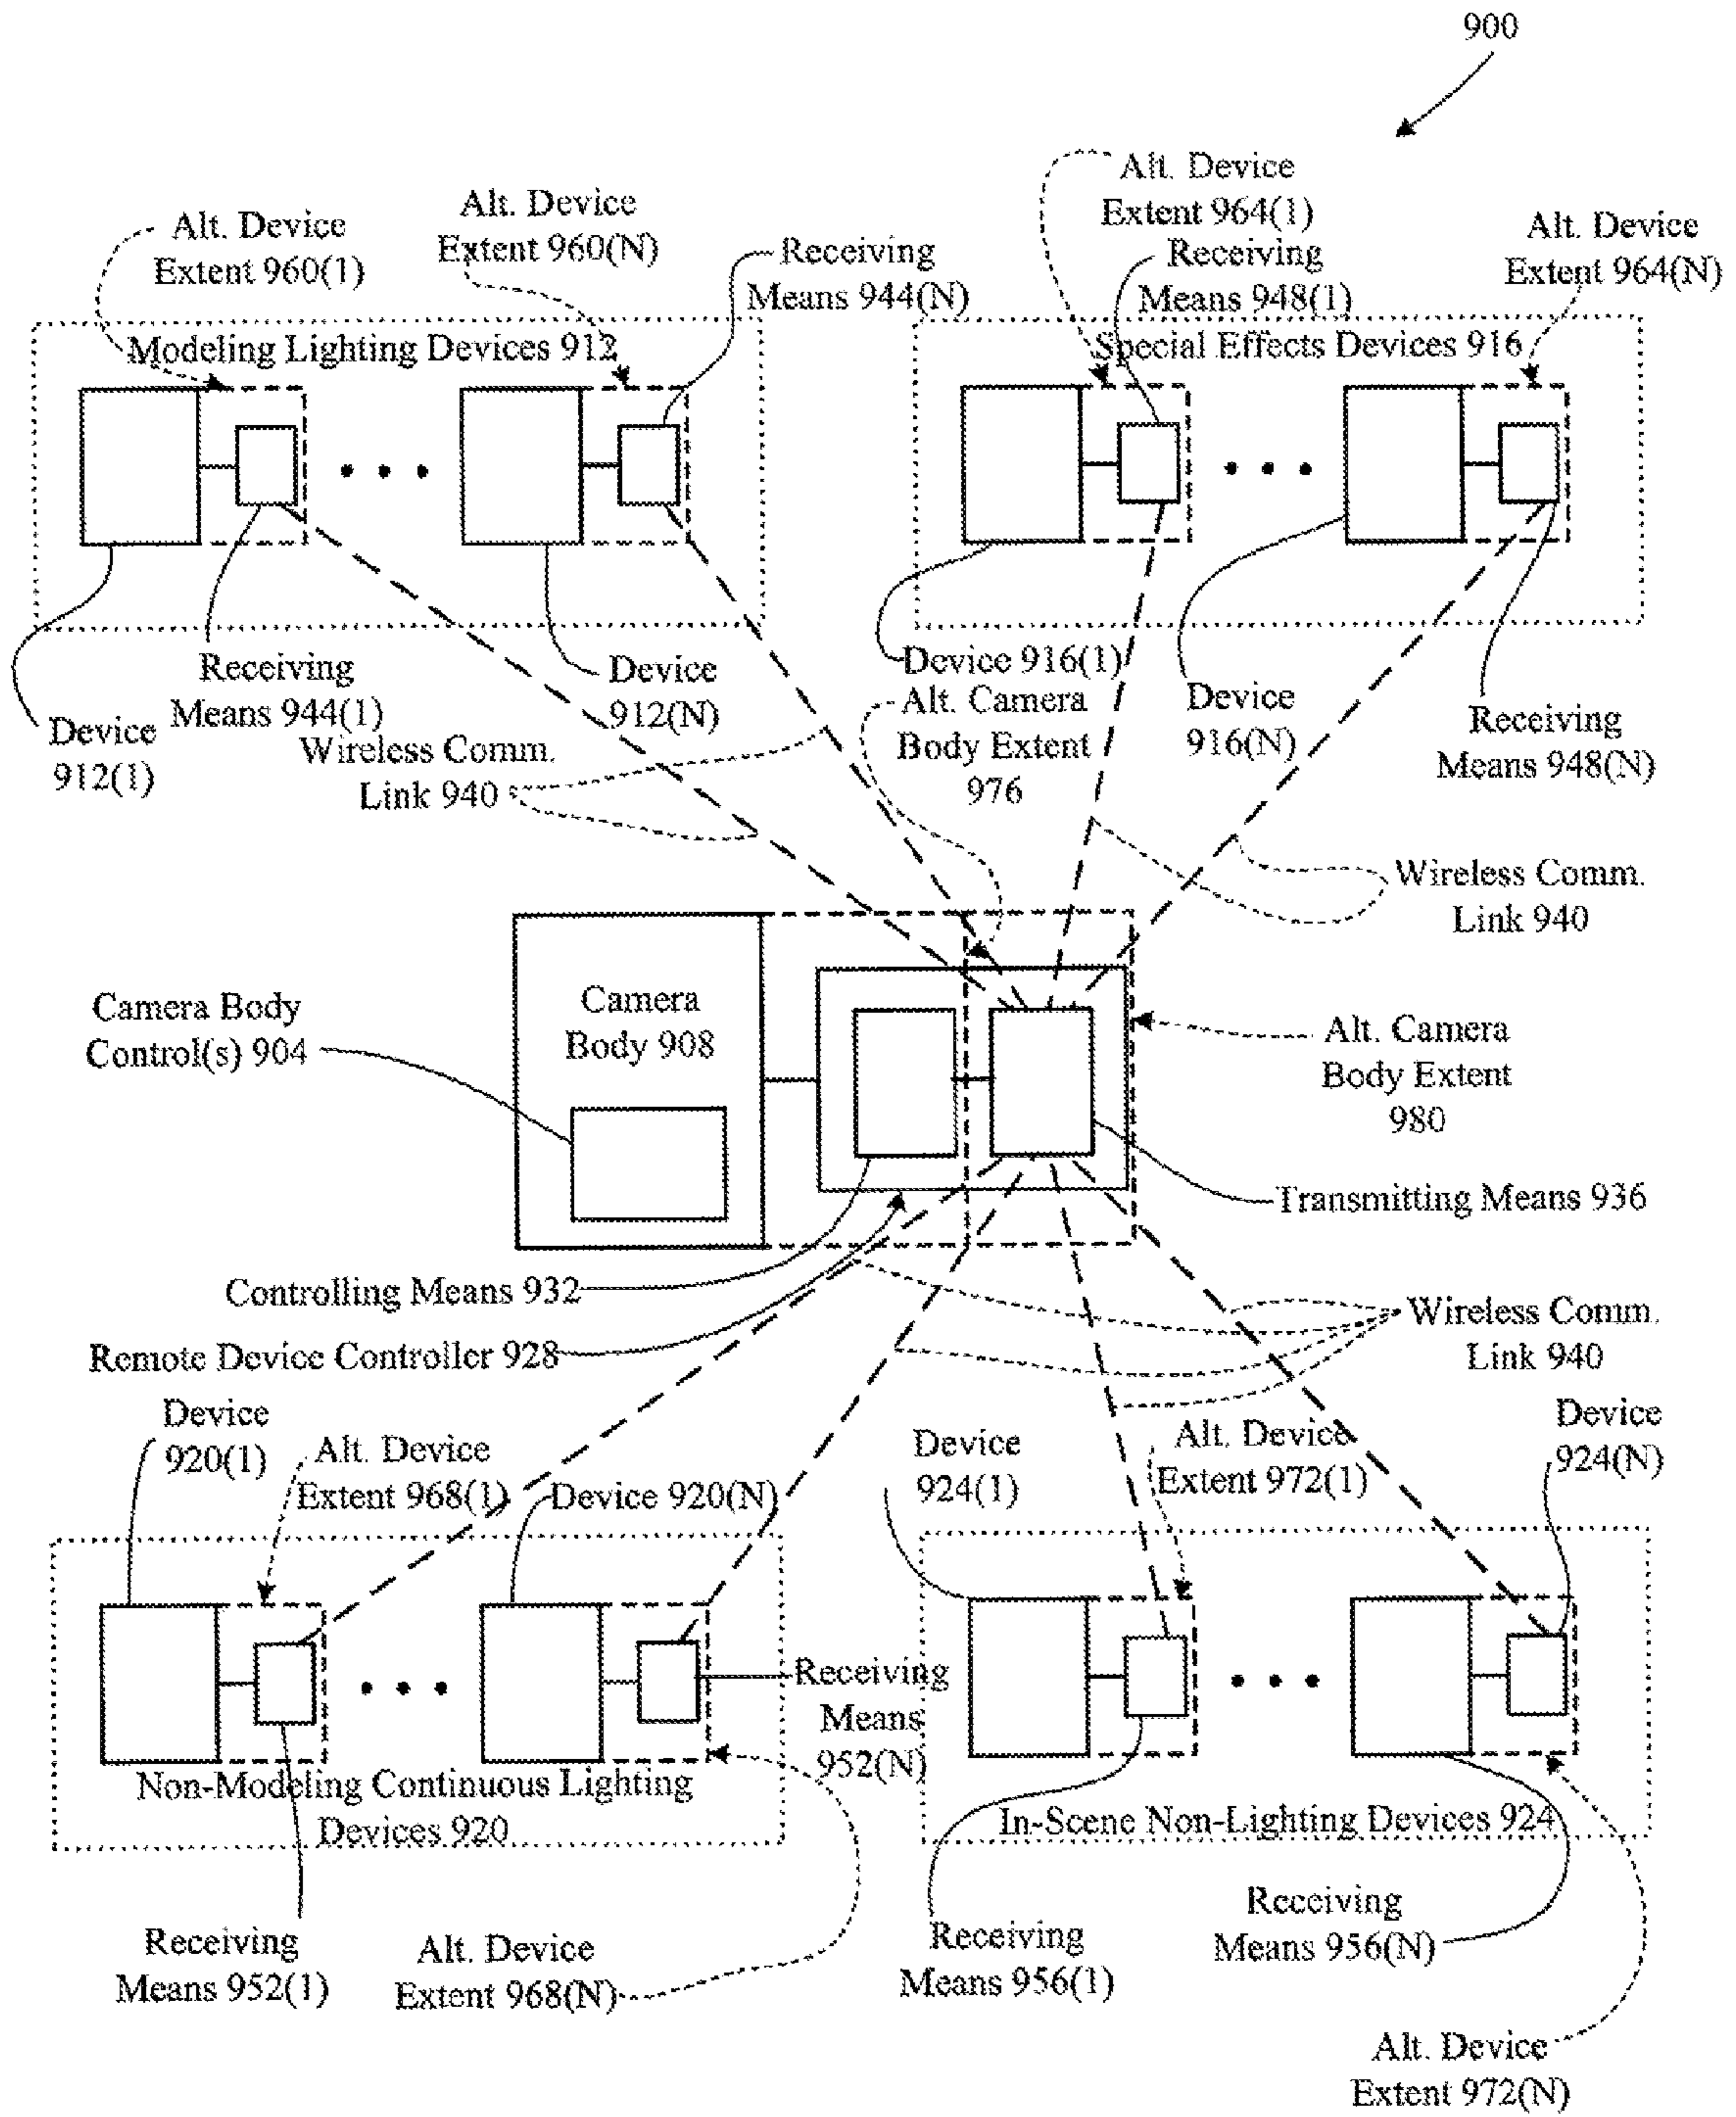 900
Alt. Device
Extent 960(1)
Alt. Device
Extent 960(N)
Receiving
Means 944(N)
Alt. Device
Extent 964(1)
Receiving
Means 948(1)
Alt. Device
Extent 964(N)
Modeling Lighting Devices 912
Special Effects Devices 916
Device
912(1)
Receiving
Means 944(1)
Device
912(N)
Wireless Comm.
Link 940
Device 916(1)
Alt. Camera
Body Extent
976
Device
916(N)
Receiving
Means 948(N)
Wireless Comm.
Link 940
Camera Body
Control(s) 904
Camera
Body 908
Alt. Camera
Body Extent
980
Transmitting Means 936
Controlling Means 932
Remote Device Controller 928
Wireless Comm.
Link 940
Device
920(1)
Alt. Device
Extent 968(1)
Device 920(N)
Device
924(1)
Alt. Device
Extent 972(1)
Device
924(N)
Receiving
Means
952(N)
Non-Modeling Continuous Lighting
Devices 920
In-Scene Non-Lighting Devices 924
Receiving
Means 952(1)
Alt. Device
Extent 968(N)
Receiving
Means 956(1)
Receiving
Means 956(N)
Alt. Device
Extent 972(N)